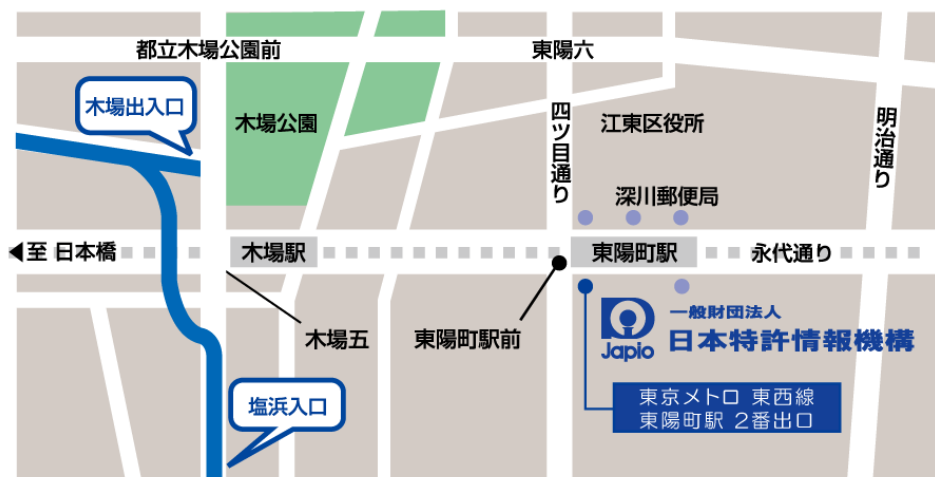 都立木場公園前
東陽六
木場出入口
木場公園
四ツ目通り
江東区役所
明治通り
深川郵便局
◀至 日本橋
木場駅
東陽町駅
永代通り
木場五
東陽町駅前
Japio
一般財団法人
日本特許情報機構
塩浜入口
東京メトロ 東西線
東陽町駅 2番出口